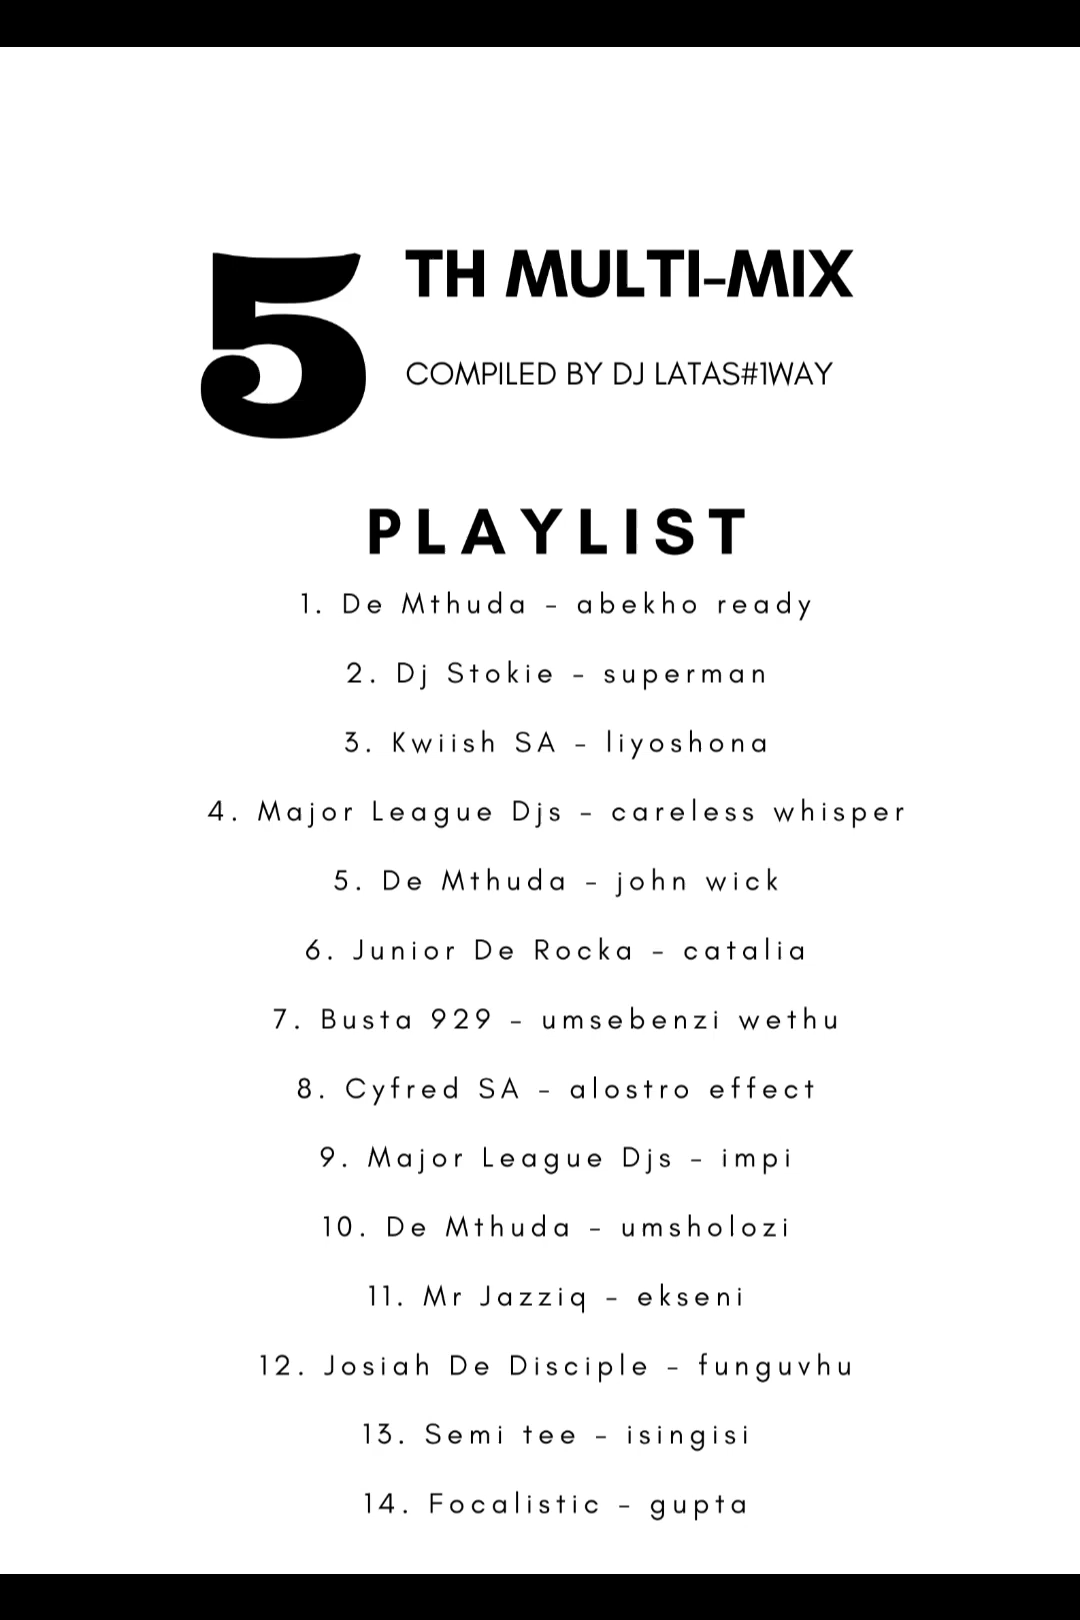 5 TH MULTI-MIX
COMPILED BY DJ LATAS#1WAY
PLAYLIST
1. De Mthuda - abekho ready
2. Dj Stokie - superman
3. Kwiish SA - liyoshona
4. Major League Djs - careless whisper
5. De Mthuda - john wick
6. Junior De Rocka - catalia
7. Busta 929 - umsebenzi wethu
8. Cyfred SA - alostro effect
9. Major League Djs - impi
10. De Mthuda - umsholozi
11. Mr Jazziq - ekseni
12. Josiah De Disciple - funguvhu
13. Semi tee - isingisi
14. Focalistic - gupta